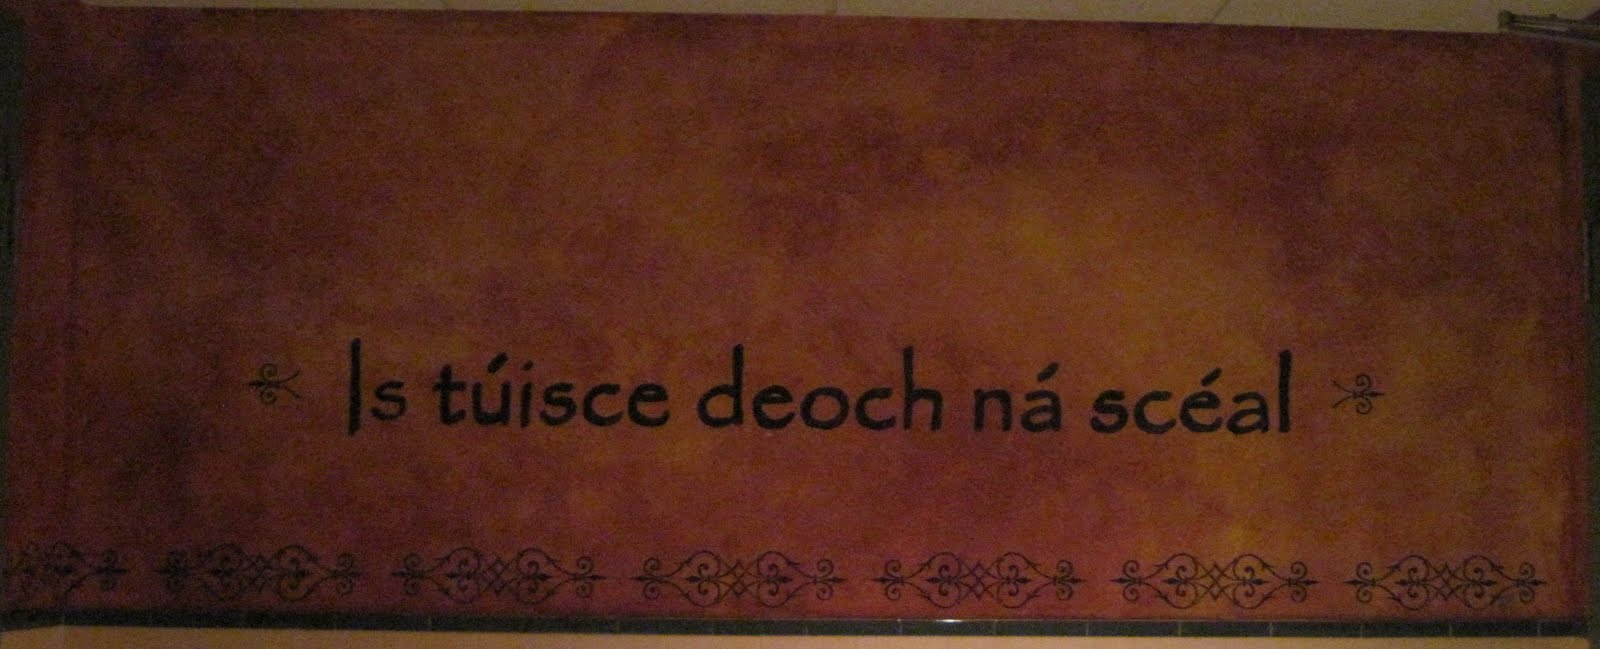 Is túisce deoch ná scéal